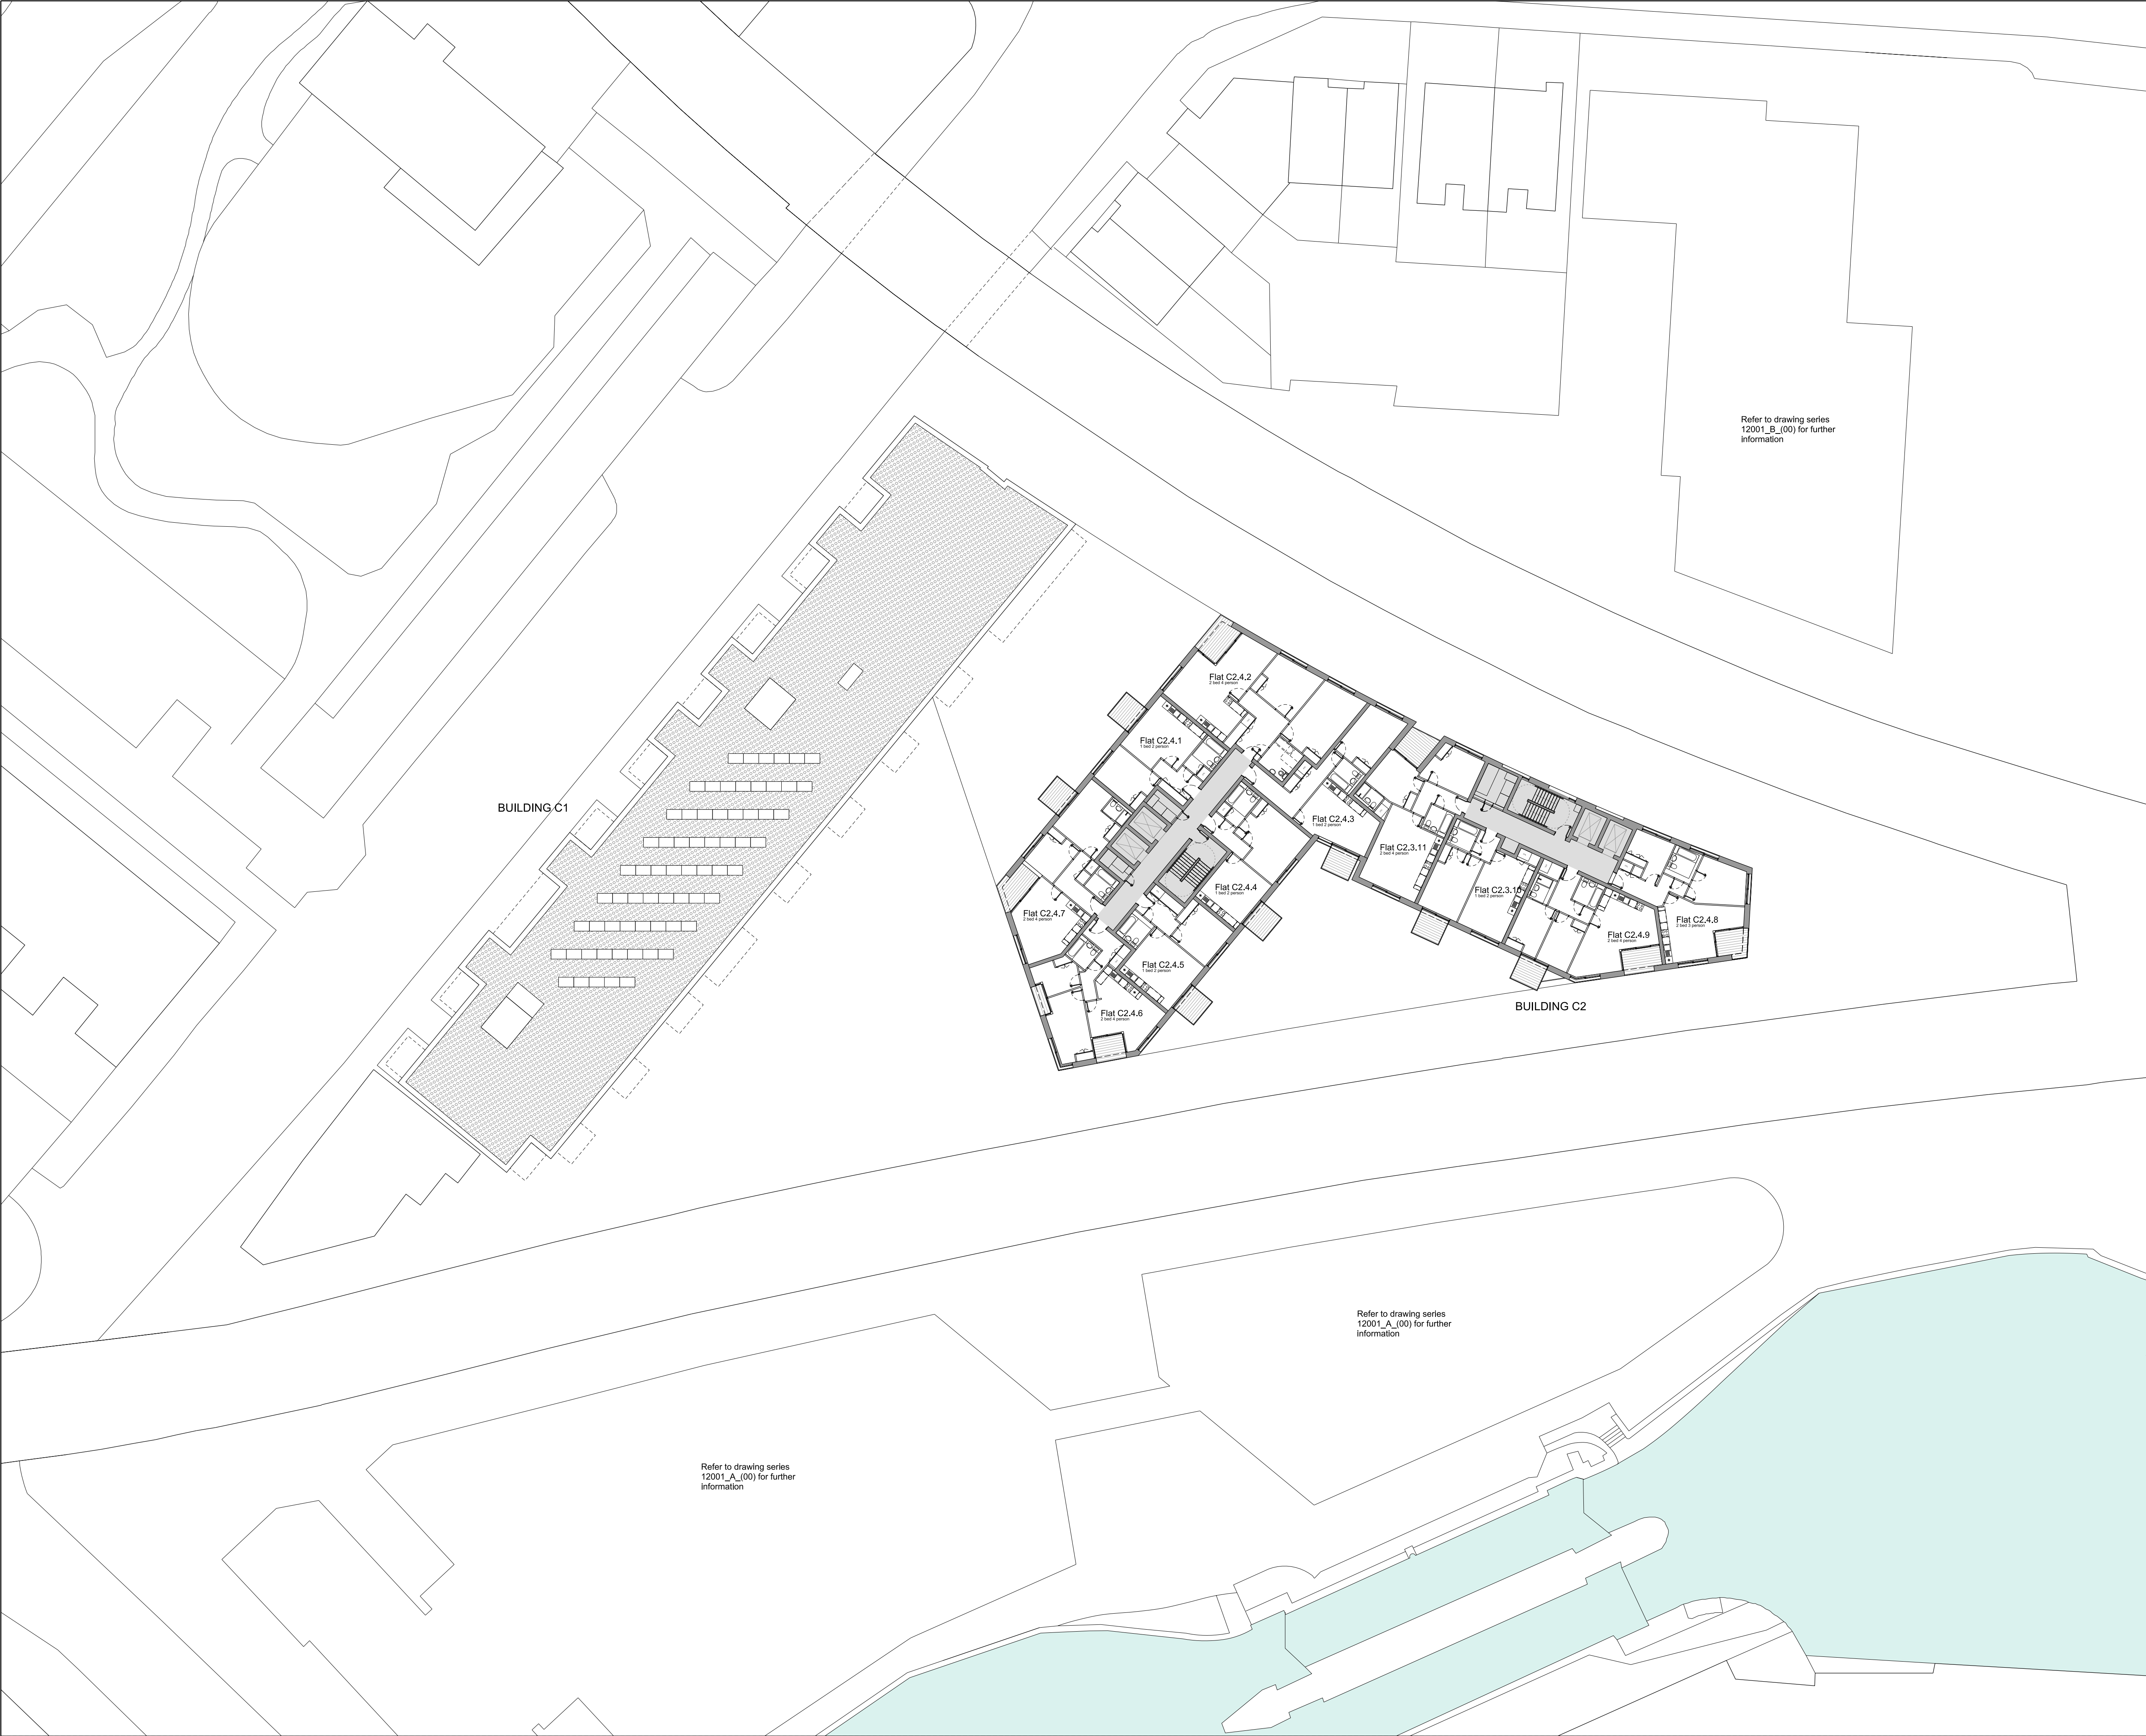 Refer to drawing series
12001_B_(00) for further
information
Flat C2.4.2
2 bed 4 person
Flat C2.4.1
1 bed 2 person
BUILDING C1
Flat C2.4.3
1 bed 2 person
Flat C2.3.11
2 bed 4 person
Flat C2.4.4
1 bed 2 person
Flat C2.3.10
1 bed 2 person
Flat C2.4.7
2 bed 4 person
Flat C2.4.8
2 bed 3 person
Flat C2.4.9
2 bed 4 person
Flat C2.4.5
1 bed 2 person
Flat C2.4.6
2 bed 4 person
BUILDING C2
Refer to drawing series
12001_A_(00) for further
information
Refer to drawing series
12001_A_(00) for further
information